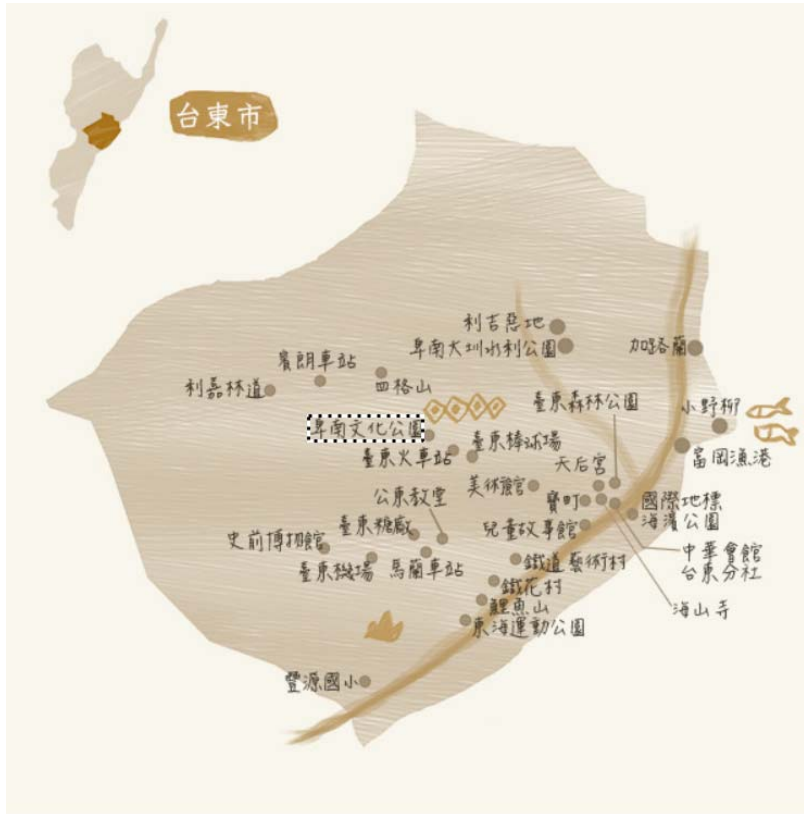 台東市
利吉惡地
卑南大圳水利公園
加路蘭
賓朗車站
四格山
利嘉林道
臺東森林公園
小野柳
卑南文化公園
臺東火車站
臺東棒球場
富岡漁港
天后宮
美術館
寶町
國際地標
海濱公園
公東教堂
兒童故事館
臺東糖廠
史前博物館
臺東機場
馬蘭車站
鐵道藝術村
中華會館
台東分社
鐵花村
鯉魚山
海山寺
東海運動公園
豐源國小